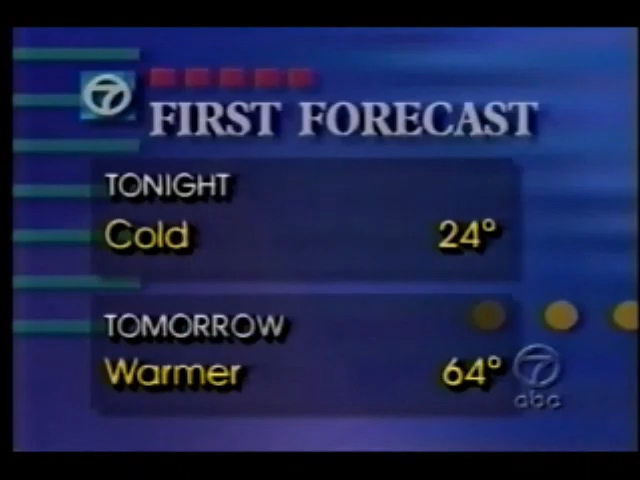 7
FIRST FORECAST
TONIGHT
Cold 24°
TOMORROW
Warmer 64°
7
abc